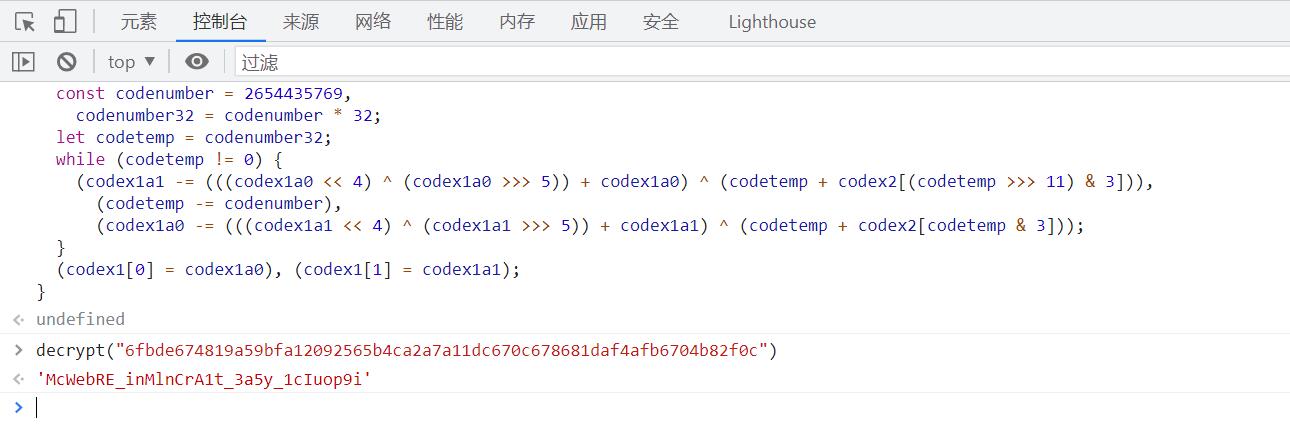 元素 控制台 来源 网络 性能 内存 应用 安全 Lighthouse
top ▼ 过滤
const codenumber = 2654435769,
codenumber32 = codenumber * 32;
let codetemp = codenumber32;
while (codetemp != 0) {
(codex1a1 -= (((codex1a0 << 4) ^ (codex1a0 >>> 5)) + codex1a0) ^ (codetemp + codex2[(codetemp >>> 11) & 3])),
(codetemp -= codenumber),
(codex1a0 -= (((codex1a1 << 4) ^ (codex1a1 >>> 5)) + codex1a1) ^ (codetemp + codex2[codetemp & 3]));
}
(codex1[0] = codex1a0), (codex1[1] = codex1a1);
}
undefined
decrypt("6fbde674819a59bfa12092565b4ca2a7a11dc670c678681daf4afb6704b82f0c")
'McWebRE_inMlnCrA1t_3a5y_1cIuop9i'